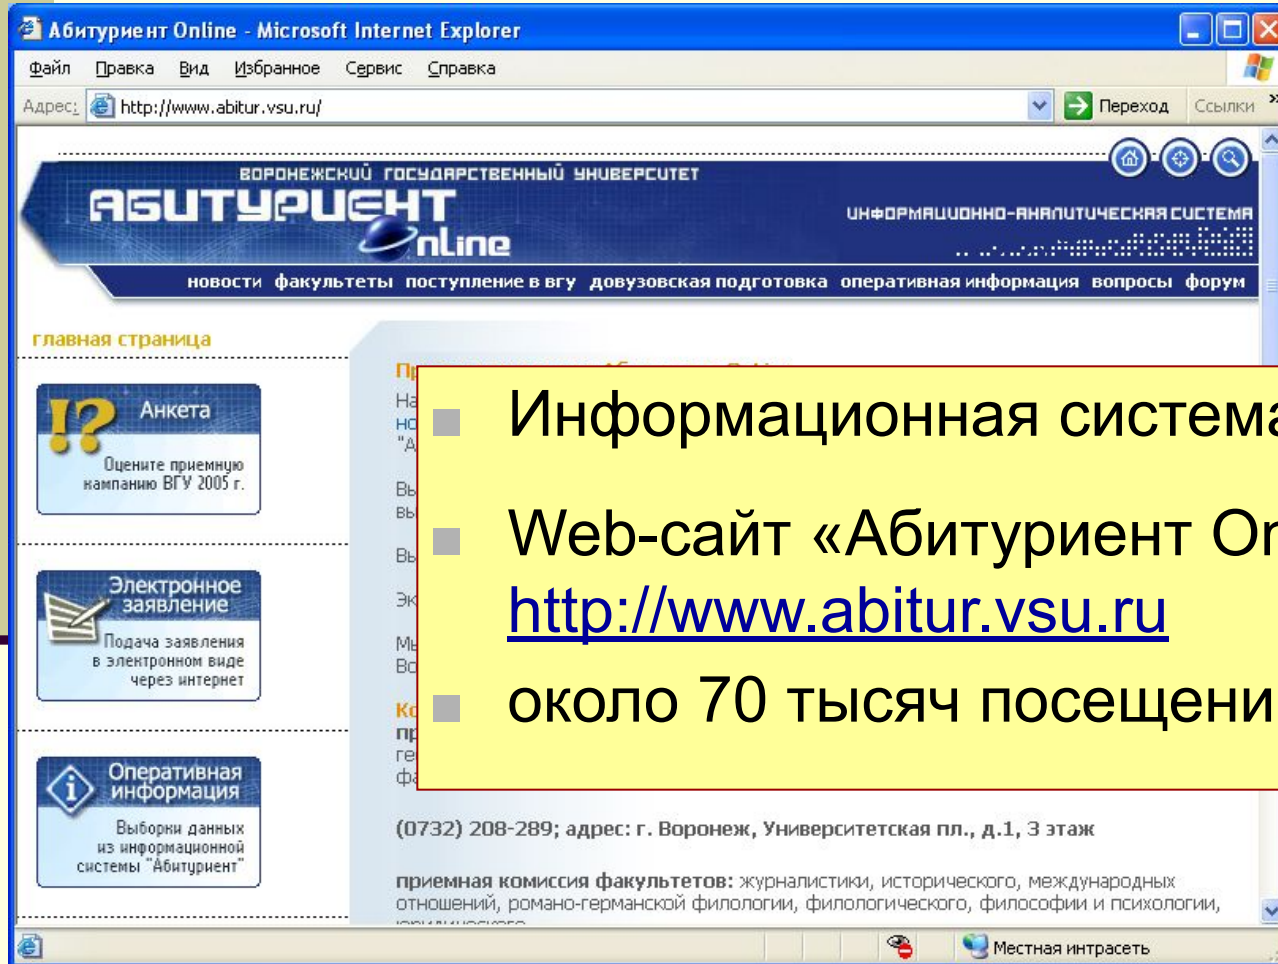 Абитуриент Online - Microsoft Internet Explorer
Файл Правка Вид Избранное Сервис Справка
Адрес: http://www.abitur.vsu.ru/ Переход Ссылки »
ВОРОНЕЖСКИЙ ГОСУДАРСТВЕННЫЙ УНИВЕРСИТЕТ
АБИТУРИЕНТ
Online
ИНФОРМАЦИОННО-АНАЛИТИЧЕСКАЯ СИСТЕМА
новости факультеты поступление в вгу довузовская подготовка оперативная информация вопросы форум
главная страница
!? Анкета
Оцените приемную
кампанию ВГУ 2005 г.
Электронное
заявление
Подача заявления
в электронном виде
через интернет
Оперативная
информация
Выборки данных
из информационной
системы "Абитуриент"
Информационная система
Web-сайт «Абитуриент On
http://www.abitur.vsu.ru
около 70 тысяч посещени
(0732) 208-289; адрес: г. Воронеж, Университетская пл., д.1, 3 этаж
приемная комиссия факультетов: журналистики, исторического, международных
отношений, романо-германской филологии, филологического, философии и психологии,
Местная интрасеть